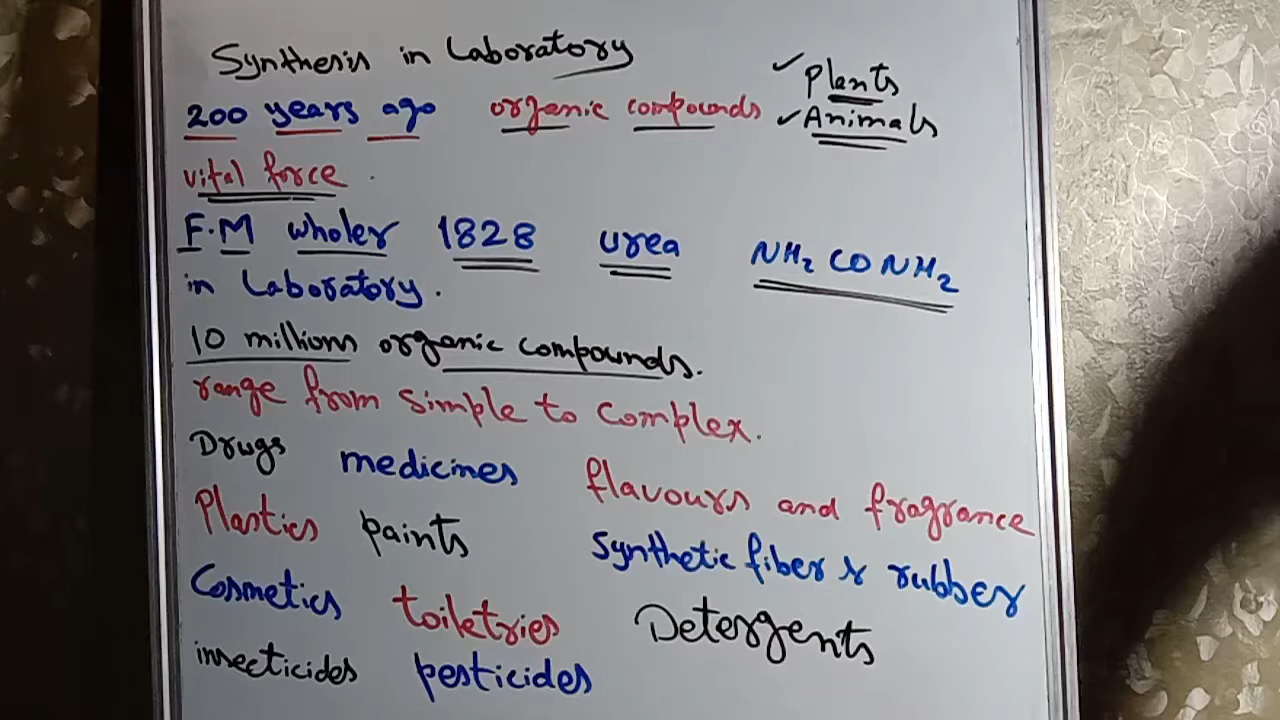 Synthesis in Laboratory
200 years ago organic compounds ✓ Plants
✓ Animals
vital force
F.M wholer 1828 urea NH₂ CO NH₂
in Laboratory.
10 millions organic compounds.
range from simple to complex.
Drugs medicines flavours and fragrance
Plastics paints synthetic fiber & rubber
Cosmetics toiletries Detergents
insecticides pesticides